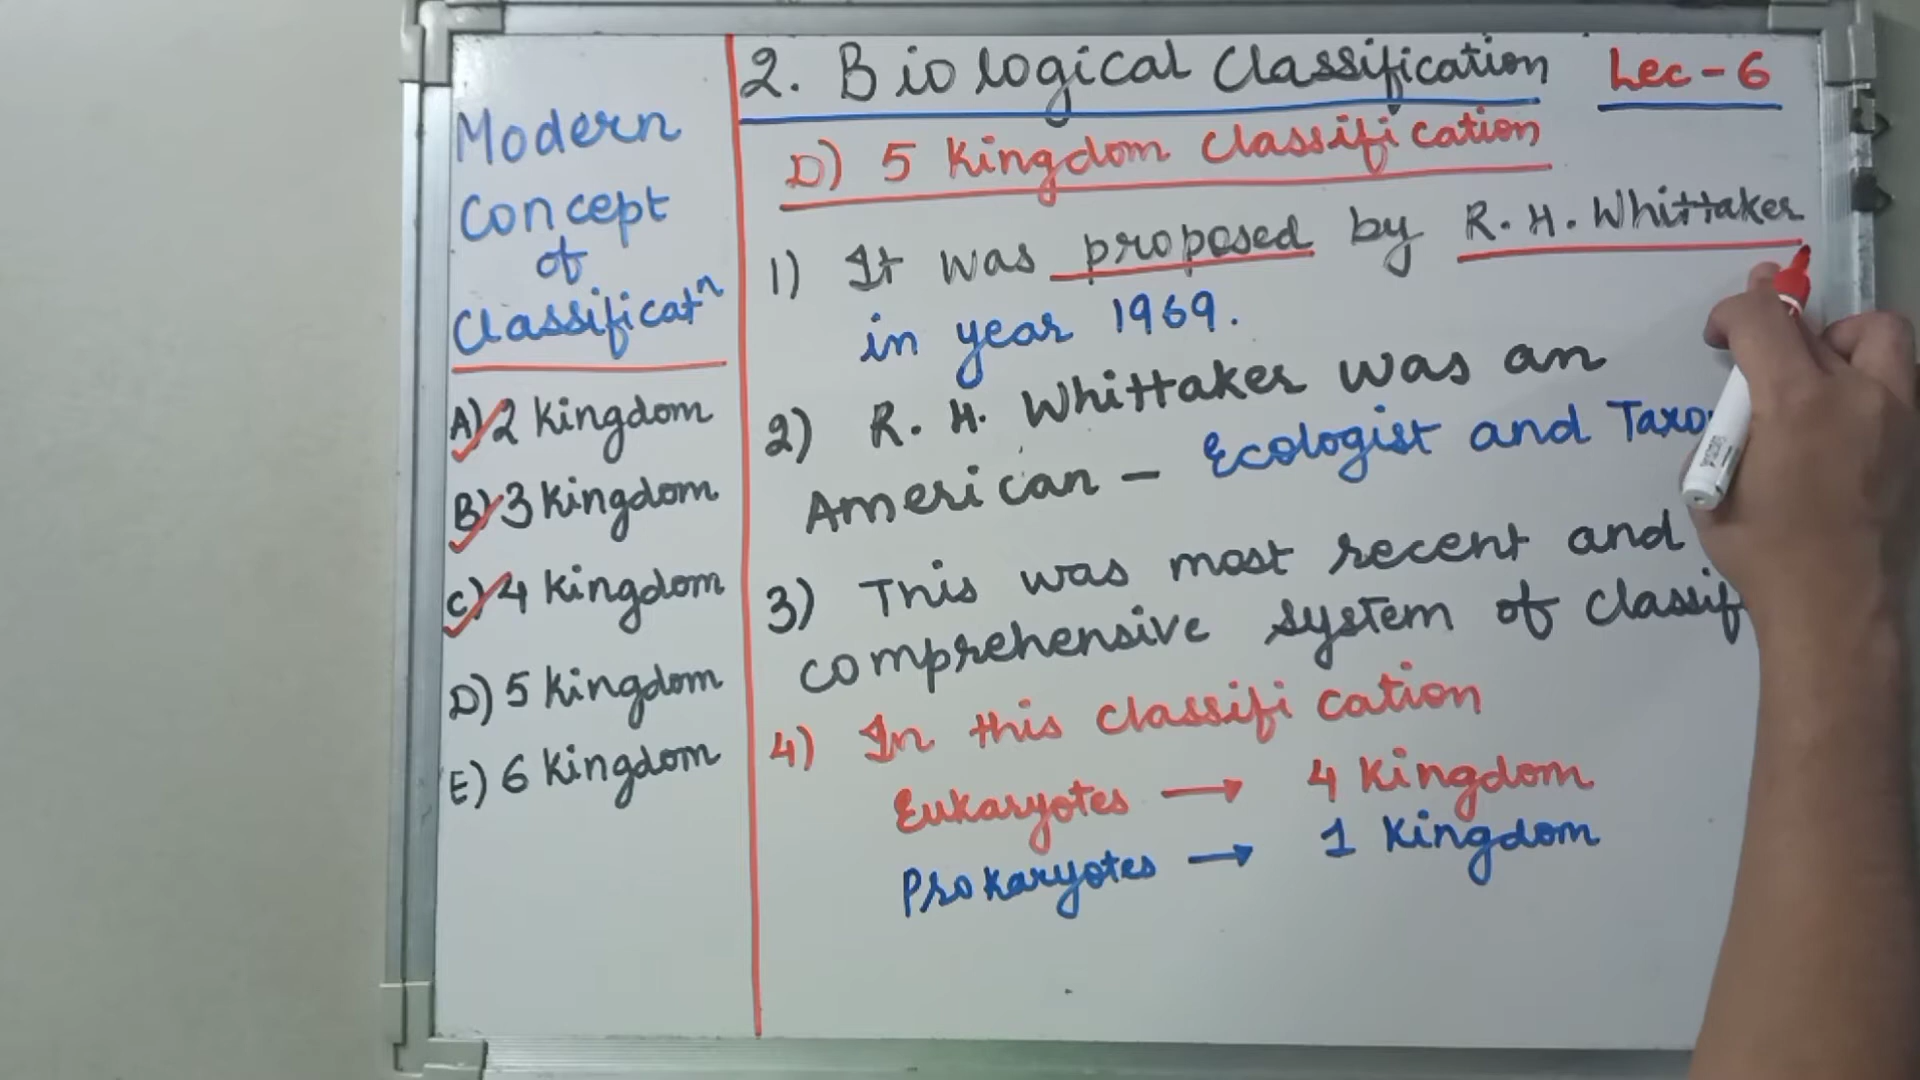 Modern
Concept
of
Classificatⁿ
A) 2 Kingdom
B) 3 Kingdom
C) 4 Kingdom
D) 5 Kingdom
E) 6 Kingdom
2. Biological Classification Lec-6
D) 5 Kingdom Classification
1) It was proposed by R. H. Whittaker
in year 1969.
2) R. H. Whittaker was an
American - Ecologist and
3) This was most recent and
comprehensive system of
4) In this classification
Eukaryotes → 4 Kingdom
Prokaryotes → 1 Kingdom